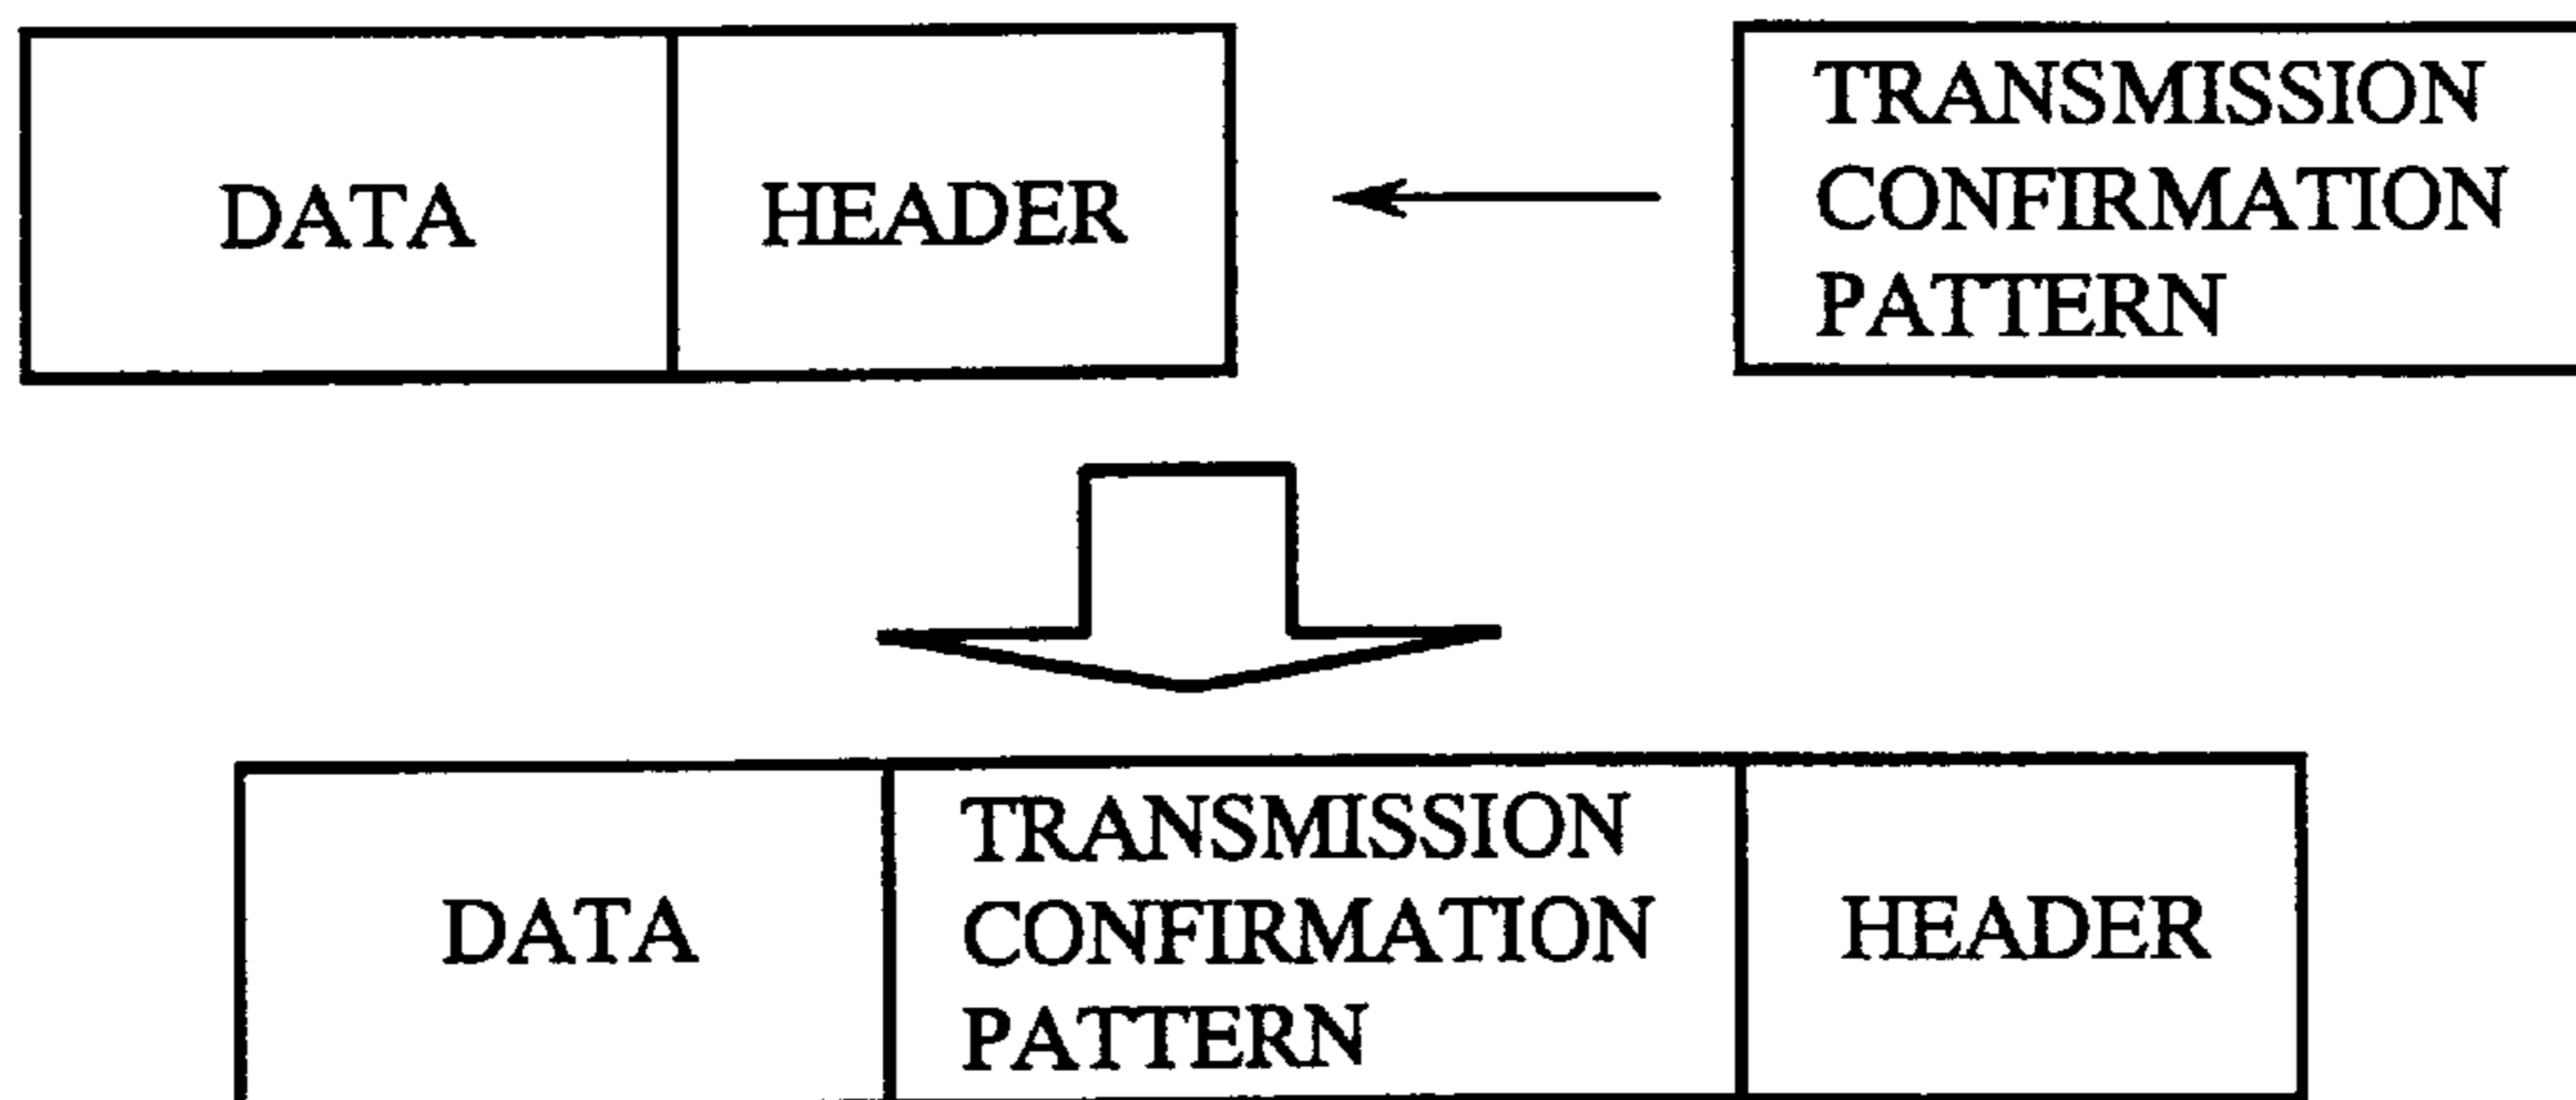 DATA
HEADER
TRANSMISSION
CONFIRMATION
PATTERN
DATA
TRANSMISSION
CONFIRMATION
PATTERN
HEADER